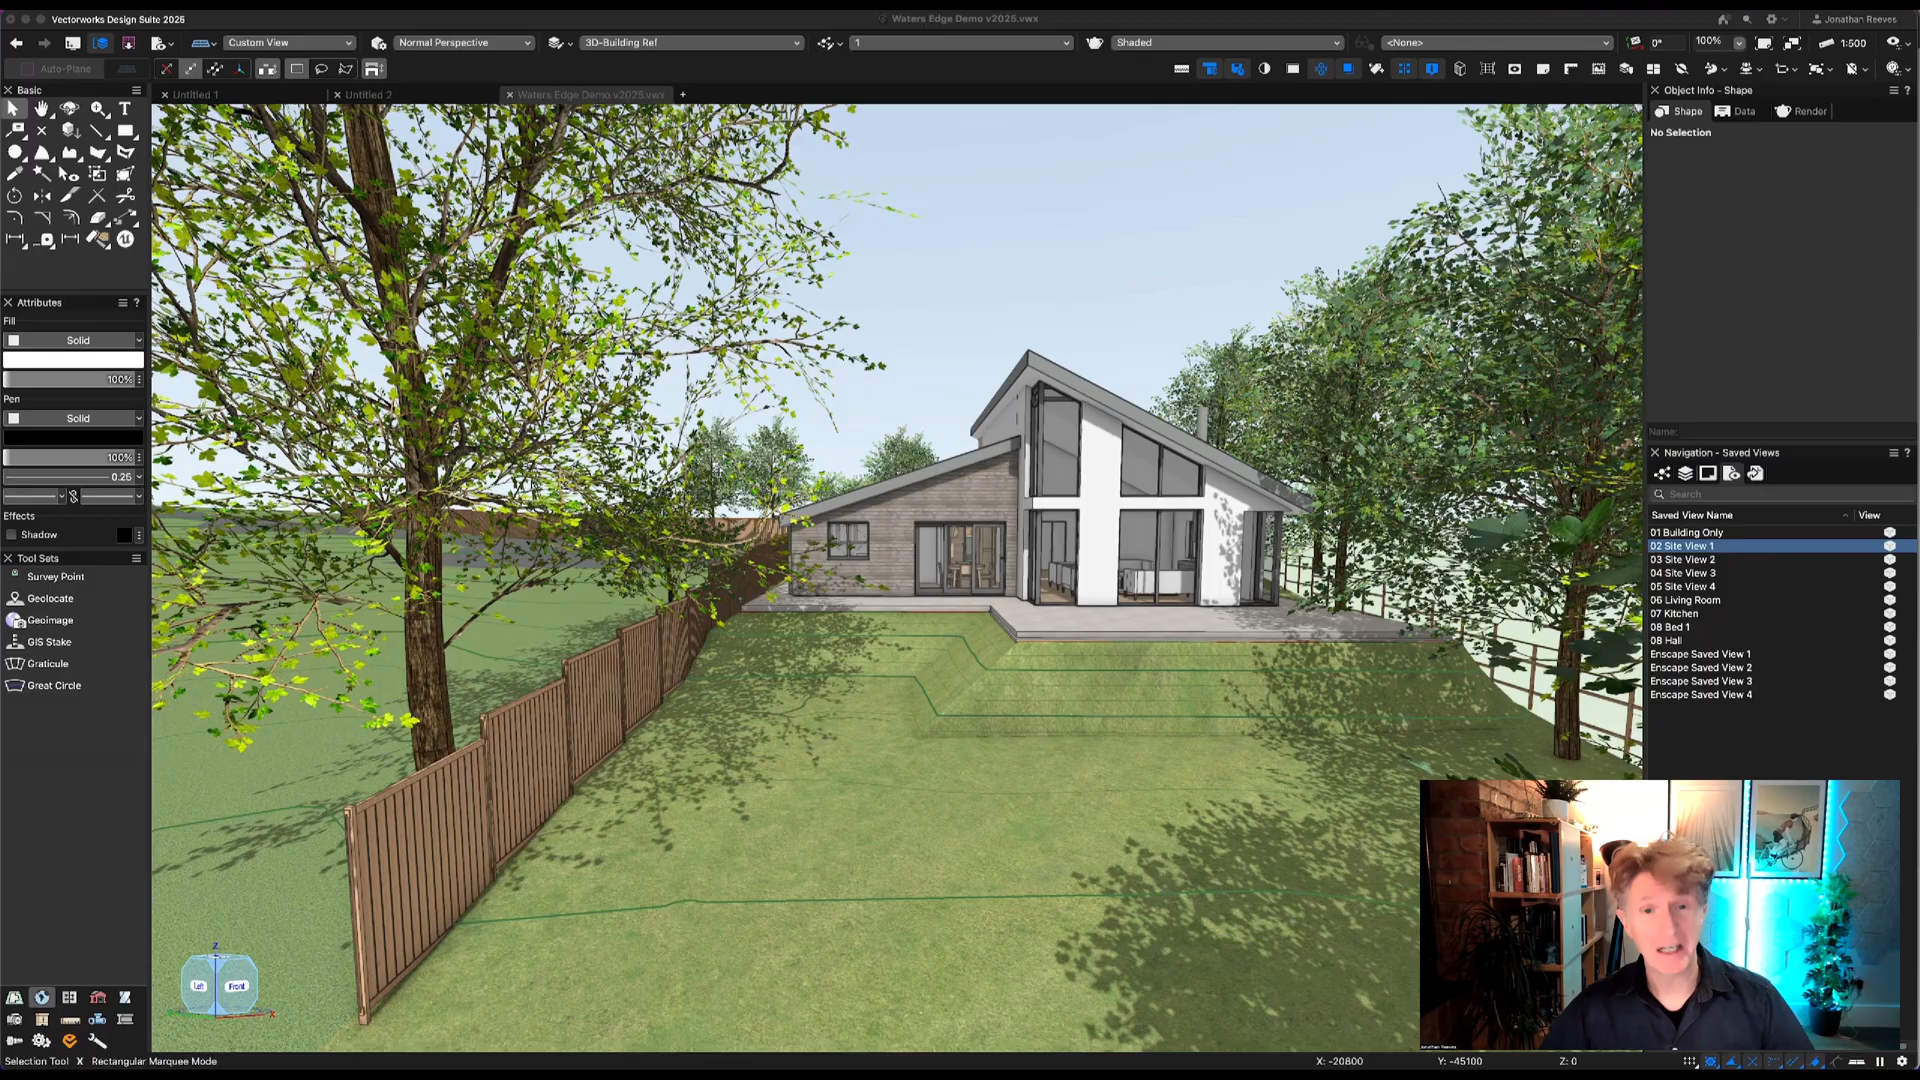 Vectorworks Design Suite 2025
Waters Edge Demo v2025.vwx
Jonathan Reeves
Custom View
Normal Perspective
3D-Building Ref
1
Shaded
<None>
0°
100%
1:500
Auto-Plane
Basic
Untitled 1
Untitled 2
Waters Edge Demo v2025.vwx
Object Info - Shape
Shape
Data
Render
No Selection
Attributes
Fill
Solid
100%
Pen
Solid
100%
0.25
Effects
Shadow
Tool Sets
Survey Point
Geolocate
Geoimage
GIS Stake
Graticule
Great Circle
Name:
Navigation - Saved Views
Search
Saved View Name
View
01 Building Only
02 Site View 1
03 Site View 2
04 Site View 3
05 Site View 4
06 Living Room
07 Kitchen
08 Bed 1
08 Hall
Enscape Saved View 1
Enscape Saved View 2
Enscape Saved View 3
Enscape Saved View 4
Z
Left
Front
X
Jonathan Reeves
Selection Tool X Rectangular Marquee Mode
X: -20800
Y: -45100
Z: 0